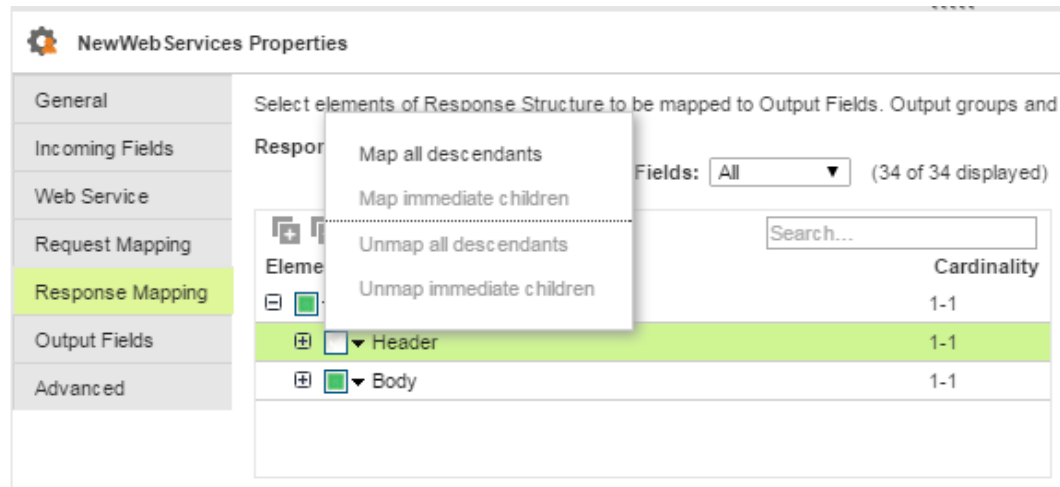 NewWebServices Properties
General
Incoming Fields
Web Service
Request Mapping
Response Mapping
Output Fields
Advanced
Select elements of Response Structure to be mapped to Output Fields. Output groups and
Respon
Fields: All (34 of 34 displayed)
Map all descendants
Map immediate children
Unmap all descendants
Unmap immediate children
Search...
Eleme Cardinality
1-1
Header 1-1
Body 1-1